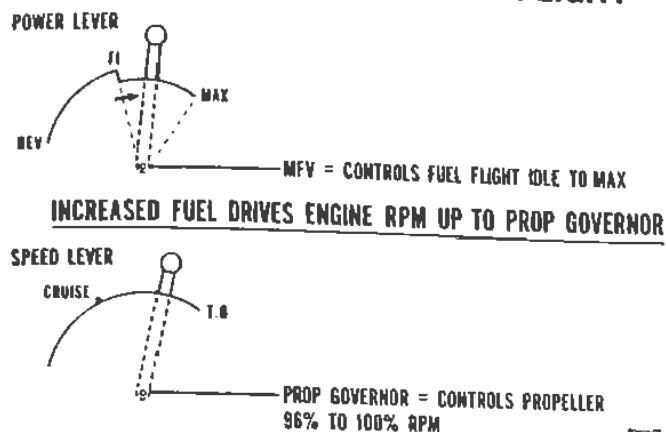 POWER LEVER
FI
MAX
REV
MFV = CONTROLS FUEL FLIGHT IDLE TO MAX
INCREASED FUEL DRIVES ENGINE RPM UP TO PROP GOVERNOR
SPEED LEVER
CRUISE
T.O
PROP GOVERNOR = CONTROLS PROPELLER
96% TO 100% RPM